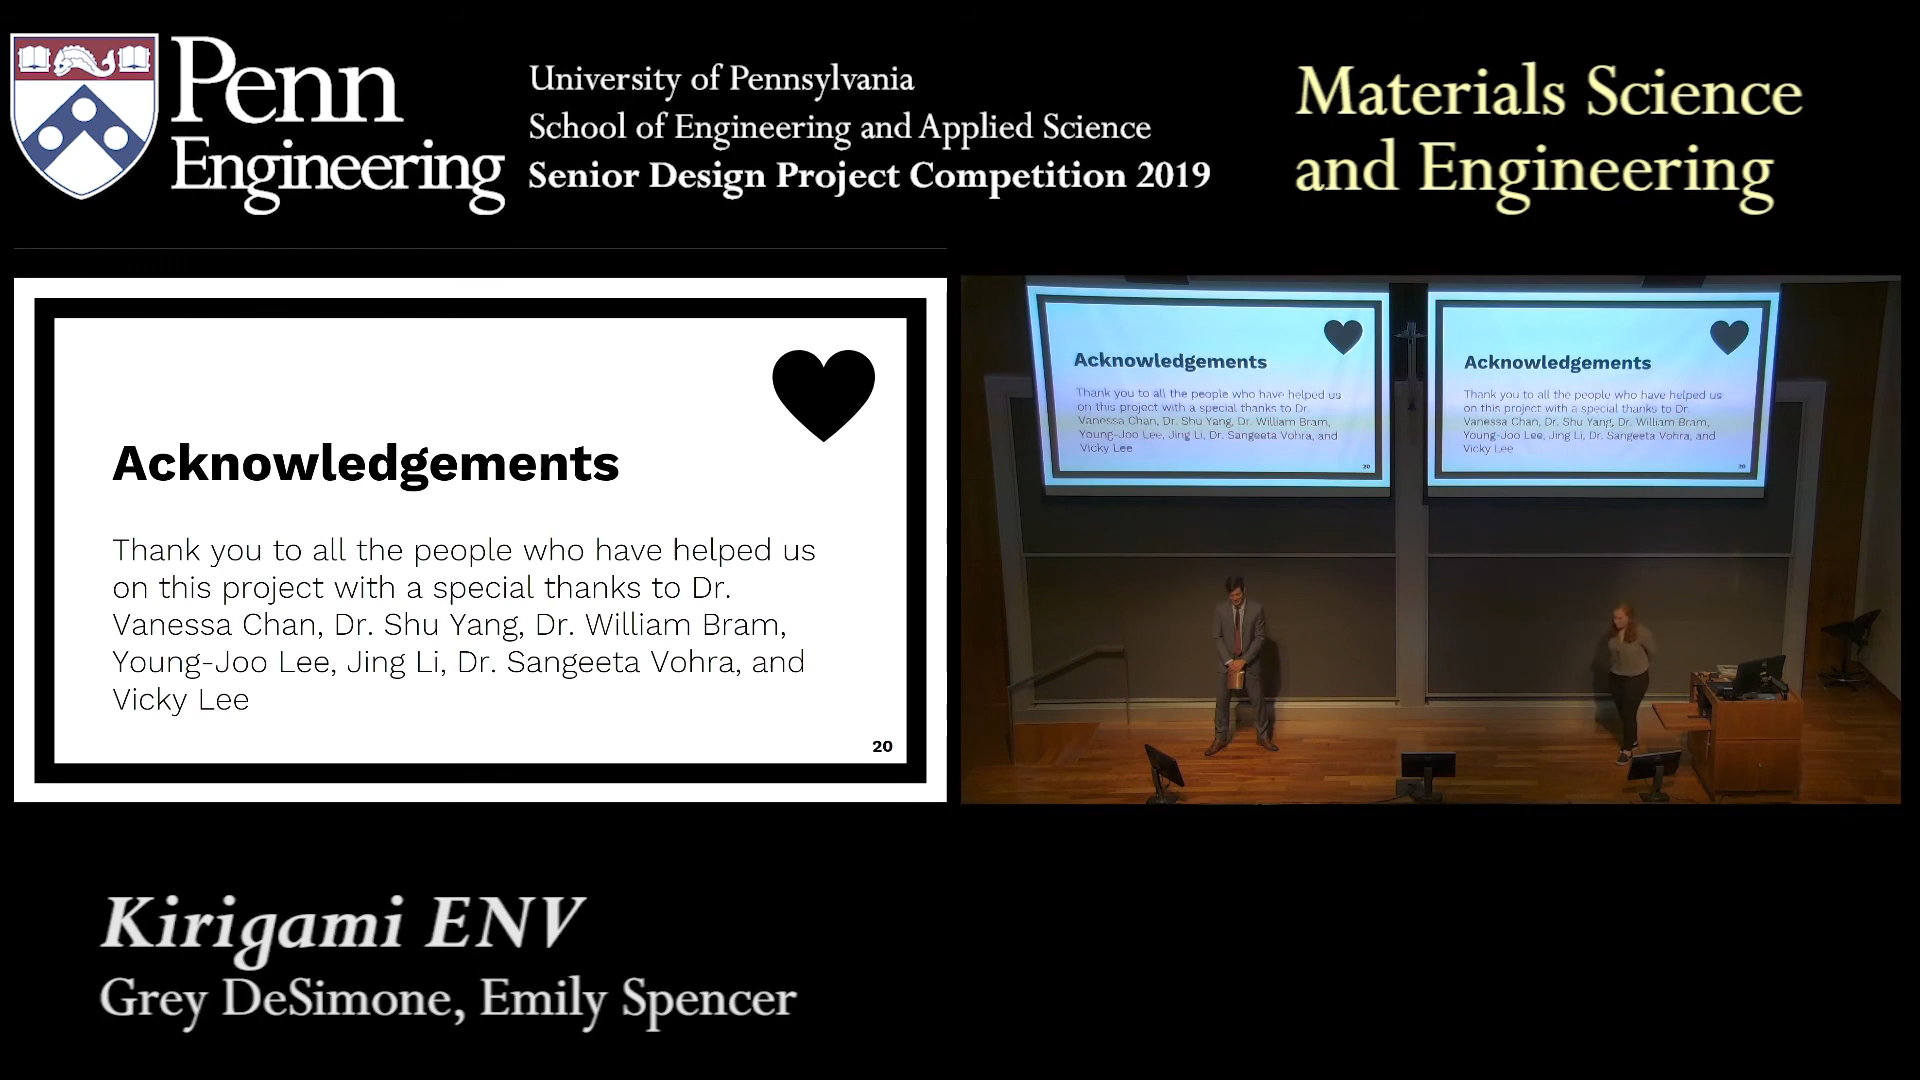 Penn
Engineering
University of Pennsylvania
School of Engineering and Applied Science
Senior Design Project Competition 2019
Materials Science
and Engineering
Acknowledgements
Thank you to all the people who have helped us
on this project with a special thanks to Dr.
Vanessa Chan, Dr. Shu Yang, Dr. William Bram,
Young-Joo Lee, Jing Li, Dr. Sangeeta Vohra, and
Vicky Lee
20
Acknowledgements
Thank you to all the people who have helped us
on this project with a special thanks to Dr.
Vanessa Chan, Dr. Shu Yang, Dr. William Bram,
Young-Joo Lee, Jing Li, Dr. Sangeeta Vohra, and
Vicky Lee
20
Acknowledgements
Thank you to all the people who have helped us
on this project with a special thanks to Dr.
Vanessa Chan, Dr. Shu Yang, Dr. William Bram,
Young-Joo Lee, Jing Li, Dr. Sangeeta Vohra, and
Vicky Lee
20
Kirigami ENV
Grey DeSimone, Emily Spencer